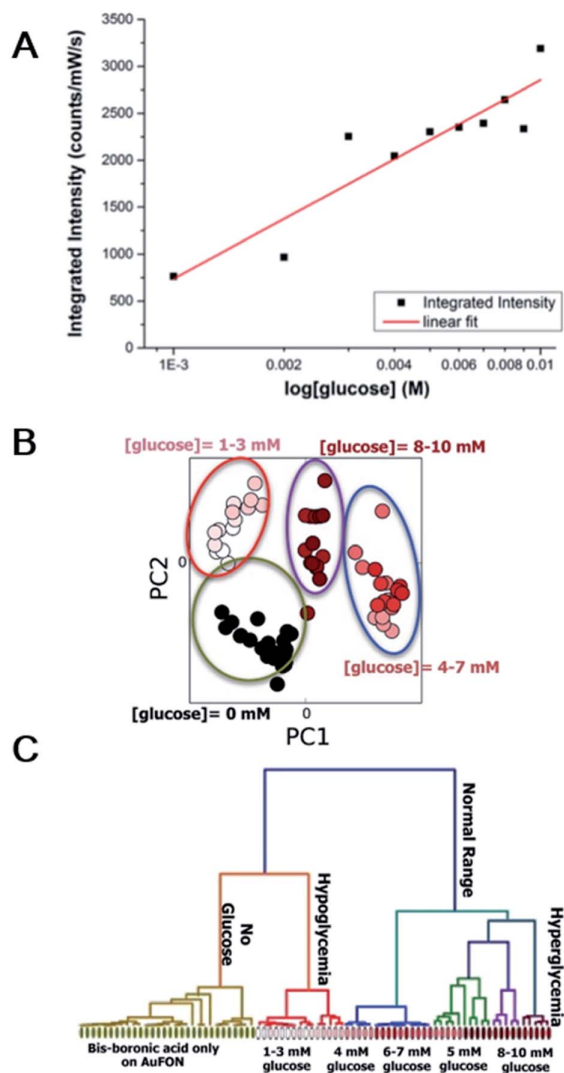 A
Integrated Intensity (counts/mW/s)
3500
3000
2500
2000
1500
1000
500
0
Integrated Intensity
linear fit
1E-3
0.002
0.004
0.006
0.008
0.01
log[glucose] (M)
B
[glucose]= 1-3 mM
[glucose]= 8-10 mM
PC2
0
[glucose]= 4-7 mM
[glucose]= 0 mM
0
PC1
C
No
Glucose
Hypoglycemia
Normal Range
Hyperglycemia
Bis-boronic acid only
on AuFON
1-3 mM
glucose
4 mM
glucose
6-7 mM
glucose
5 mM
glucose
8-10 mM
glucose